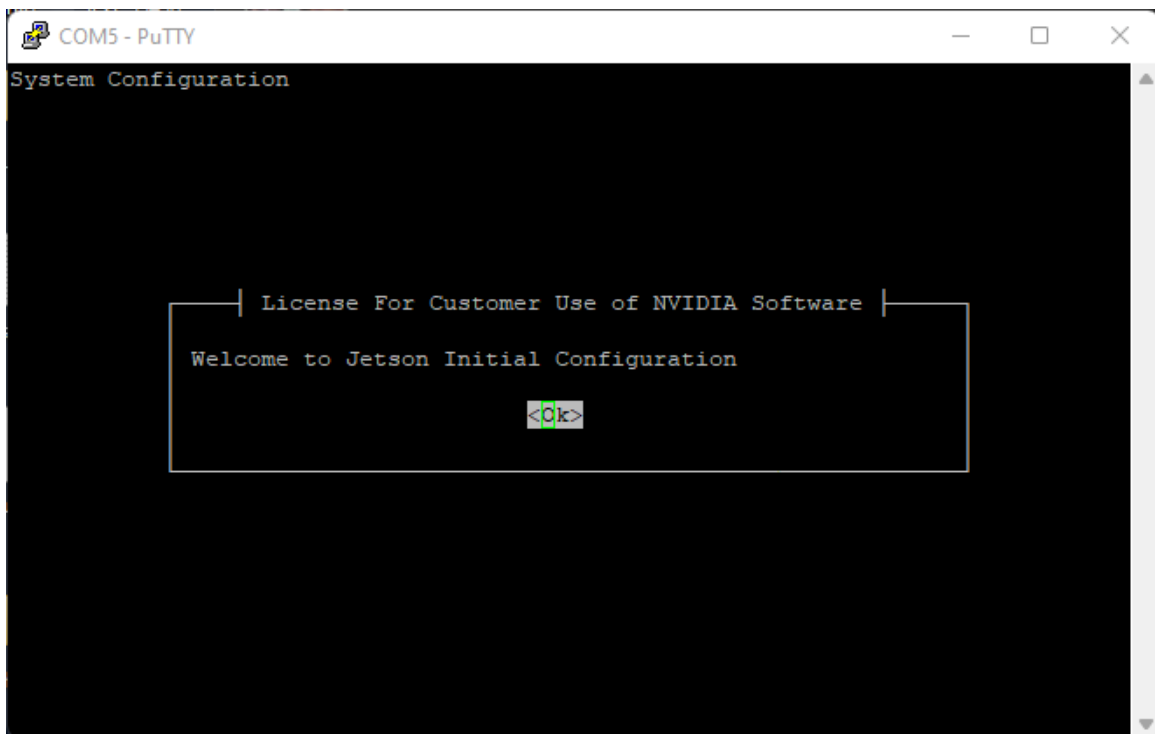 COM5 - PuTTY
System Configuration
License For Customer Use of NVIDIA Software
Welcome to Jetson Initial Configuration
<Ok>